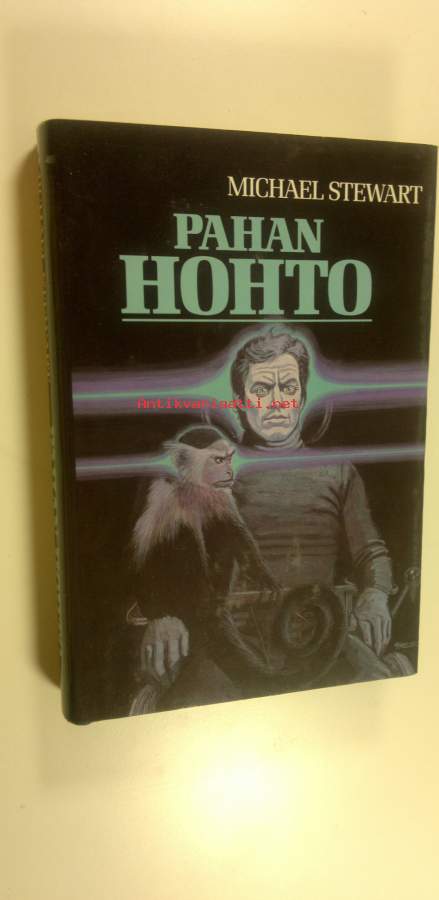 MICHAEL STEWART
PAHAN
HOHTO
Antikvariaatti.net